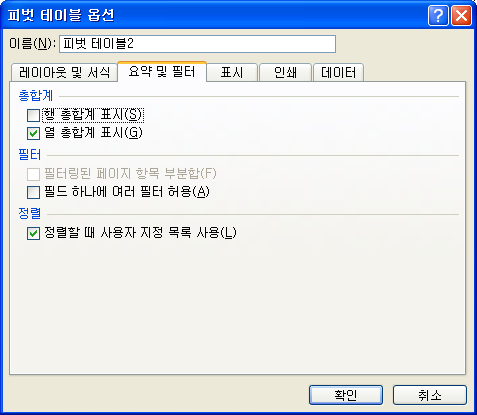 피벗 테이블 옵션
이름(N): 피벗 테이블2
레이아웃 및 서식 요약 및 필터 표시 인쇄 데이터
총합계
행 총합계 표시(S)
열 총합계 표시(G)
필터
필터링된 페이지 항목 부분합(F)
필드 하나에 여러 필터 허용(A)
정렬
정렬할 때 사용자 지정 목록 사용(L)
확인 취소